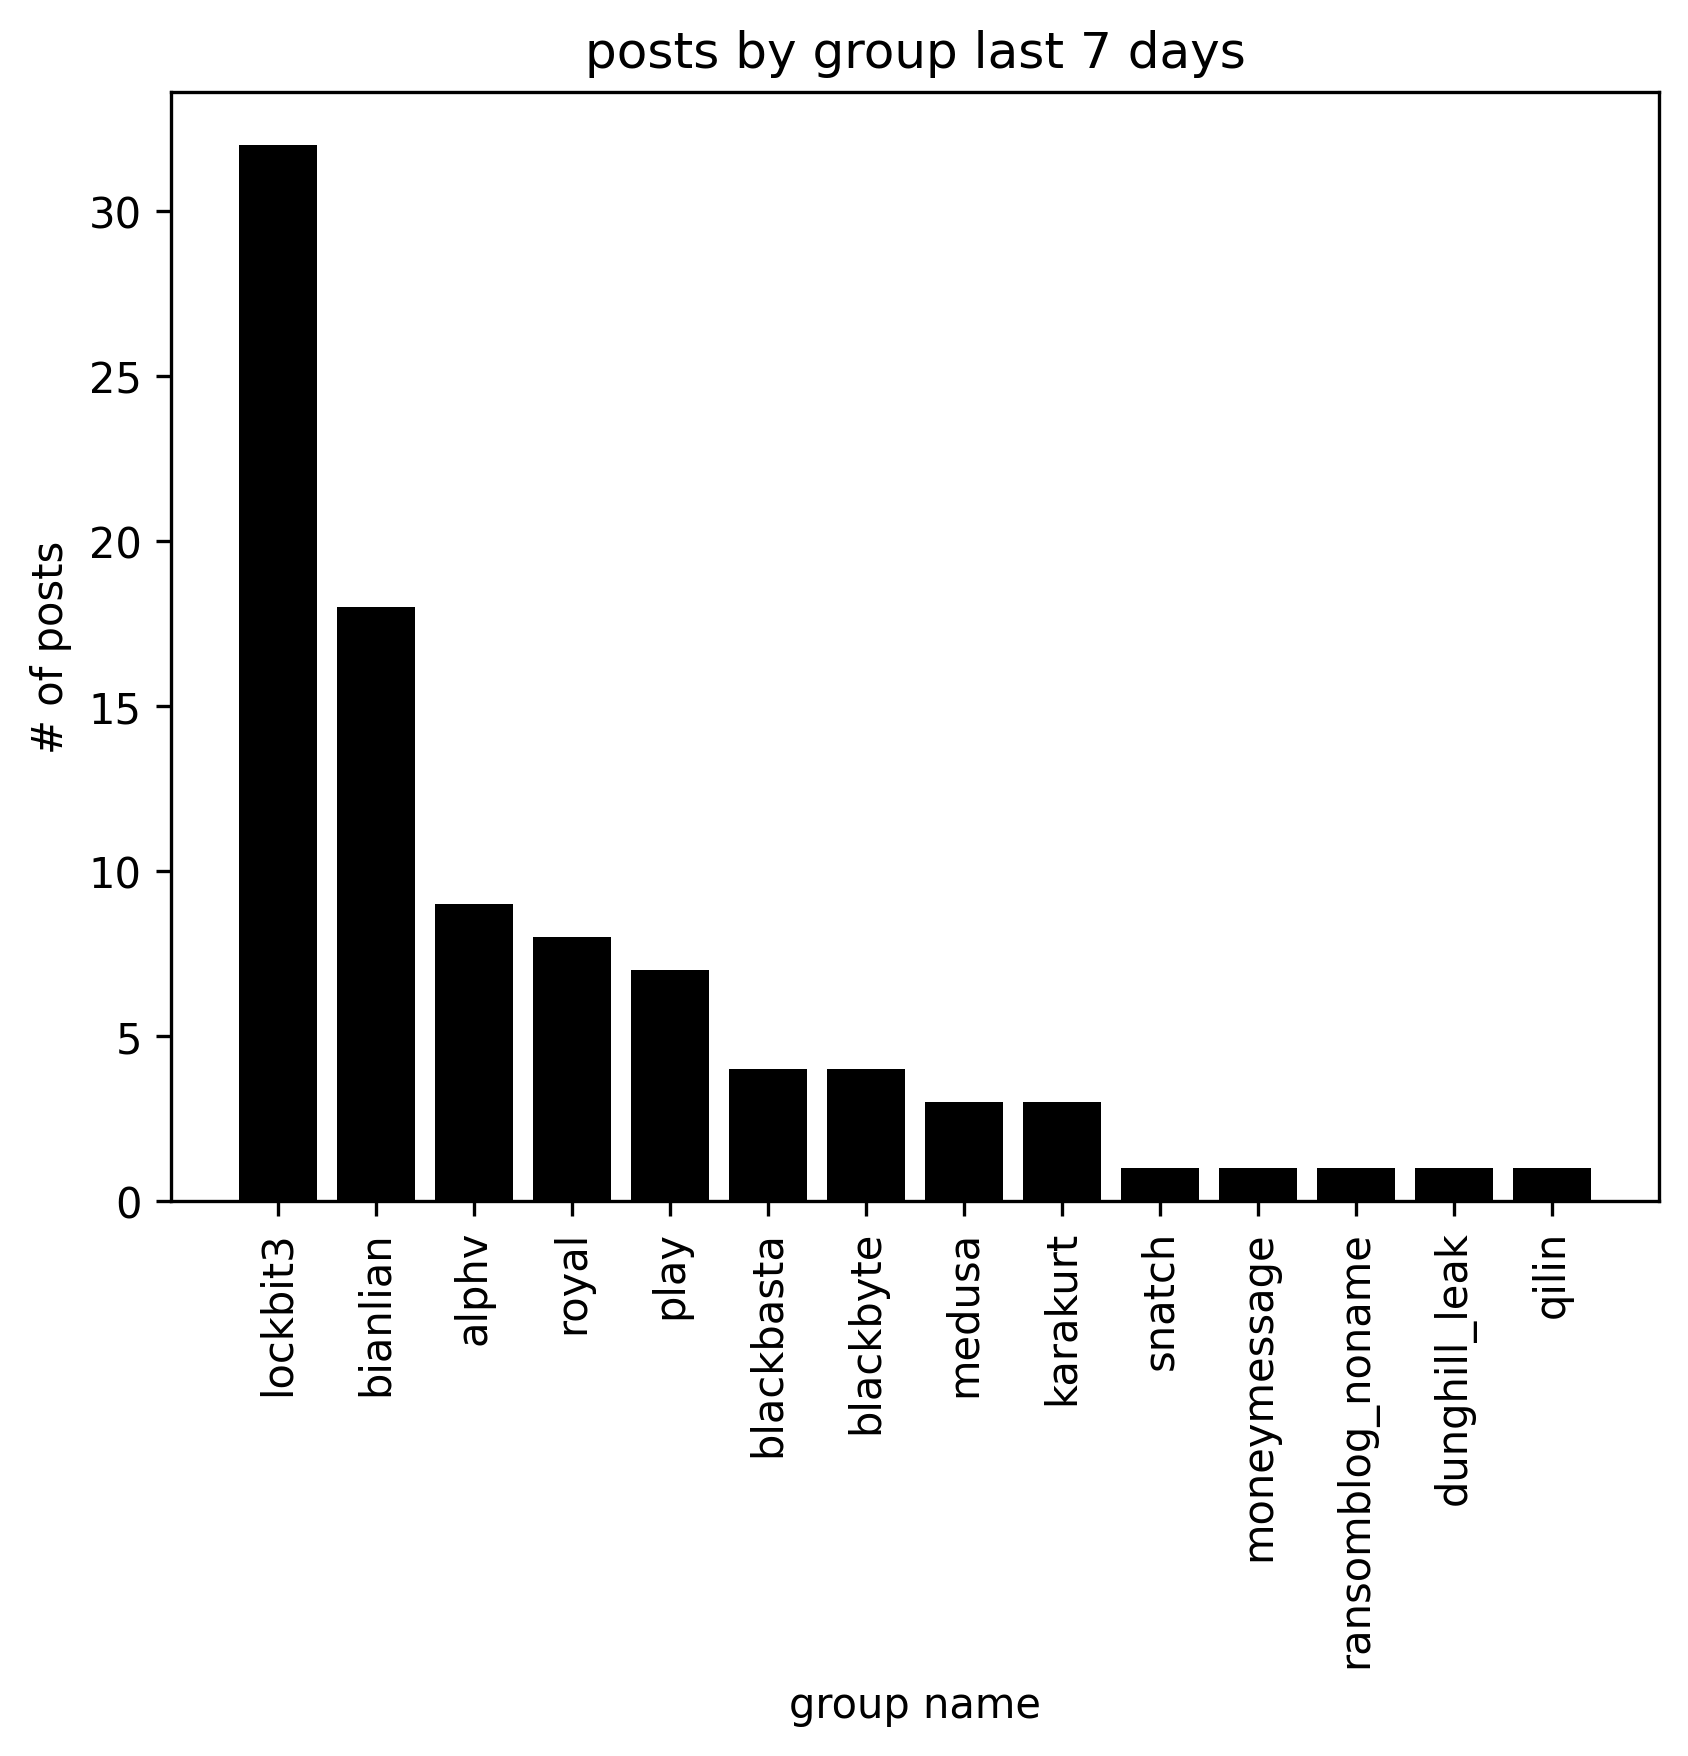 posts by group last 7 days
# of posts
30
25
20
15
10
5
0
lockbit3
bianlian
alphv
royal
play
blackbasta
blackbyte
medusa
karakurt
snatch
moneymessage
ransomblog_noname
dunghill_leak
qilin
group name